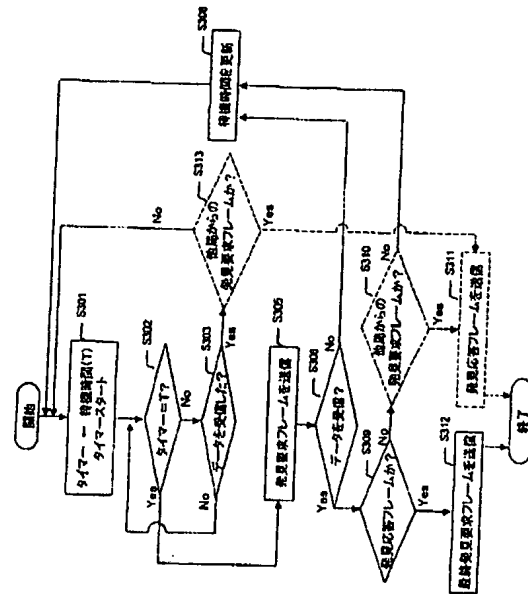 開始
S301
タイマー = 待機時間(T)
タイマースタート
S302
タイマー=T?
Yes
No
S303
データを受信した?
No
Yes
S313
他局からの
発見要求フレームか?
No
Yes
S305
発見要求フレームを送信
S308
データを受信?
Yes
No
S306
待機時間を更新
S309
発見応答フレームか?
No
Yes
S310
他局からの
発見要求フレームか?
No
Yes
S311
発見応答フレームを送信
S312
最終発見要求フレームを送信
終了